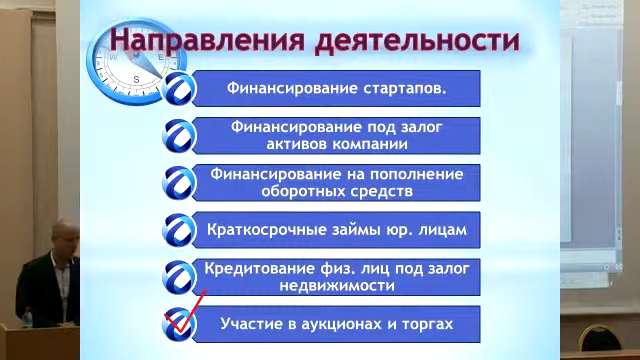 Направления деятельности
Финансирование стартапов.
Финансирование под залог
активов компании
Финансирование на пополнение
оборотных средств
Краткосрочные займы юр. лицам
Кредитование физ. лиц под залог
недвижимости
Участие в аукционах и торгах